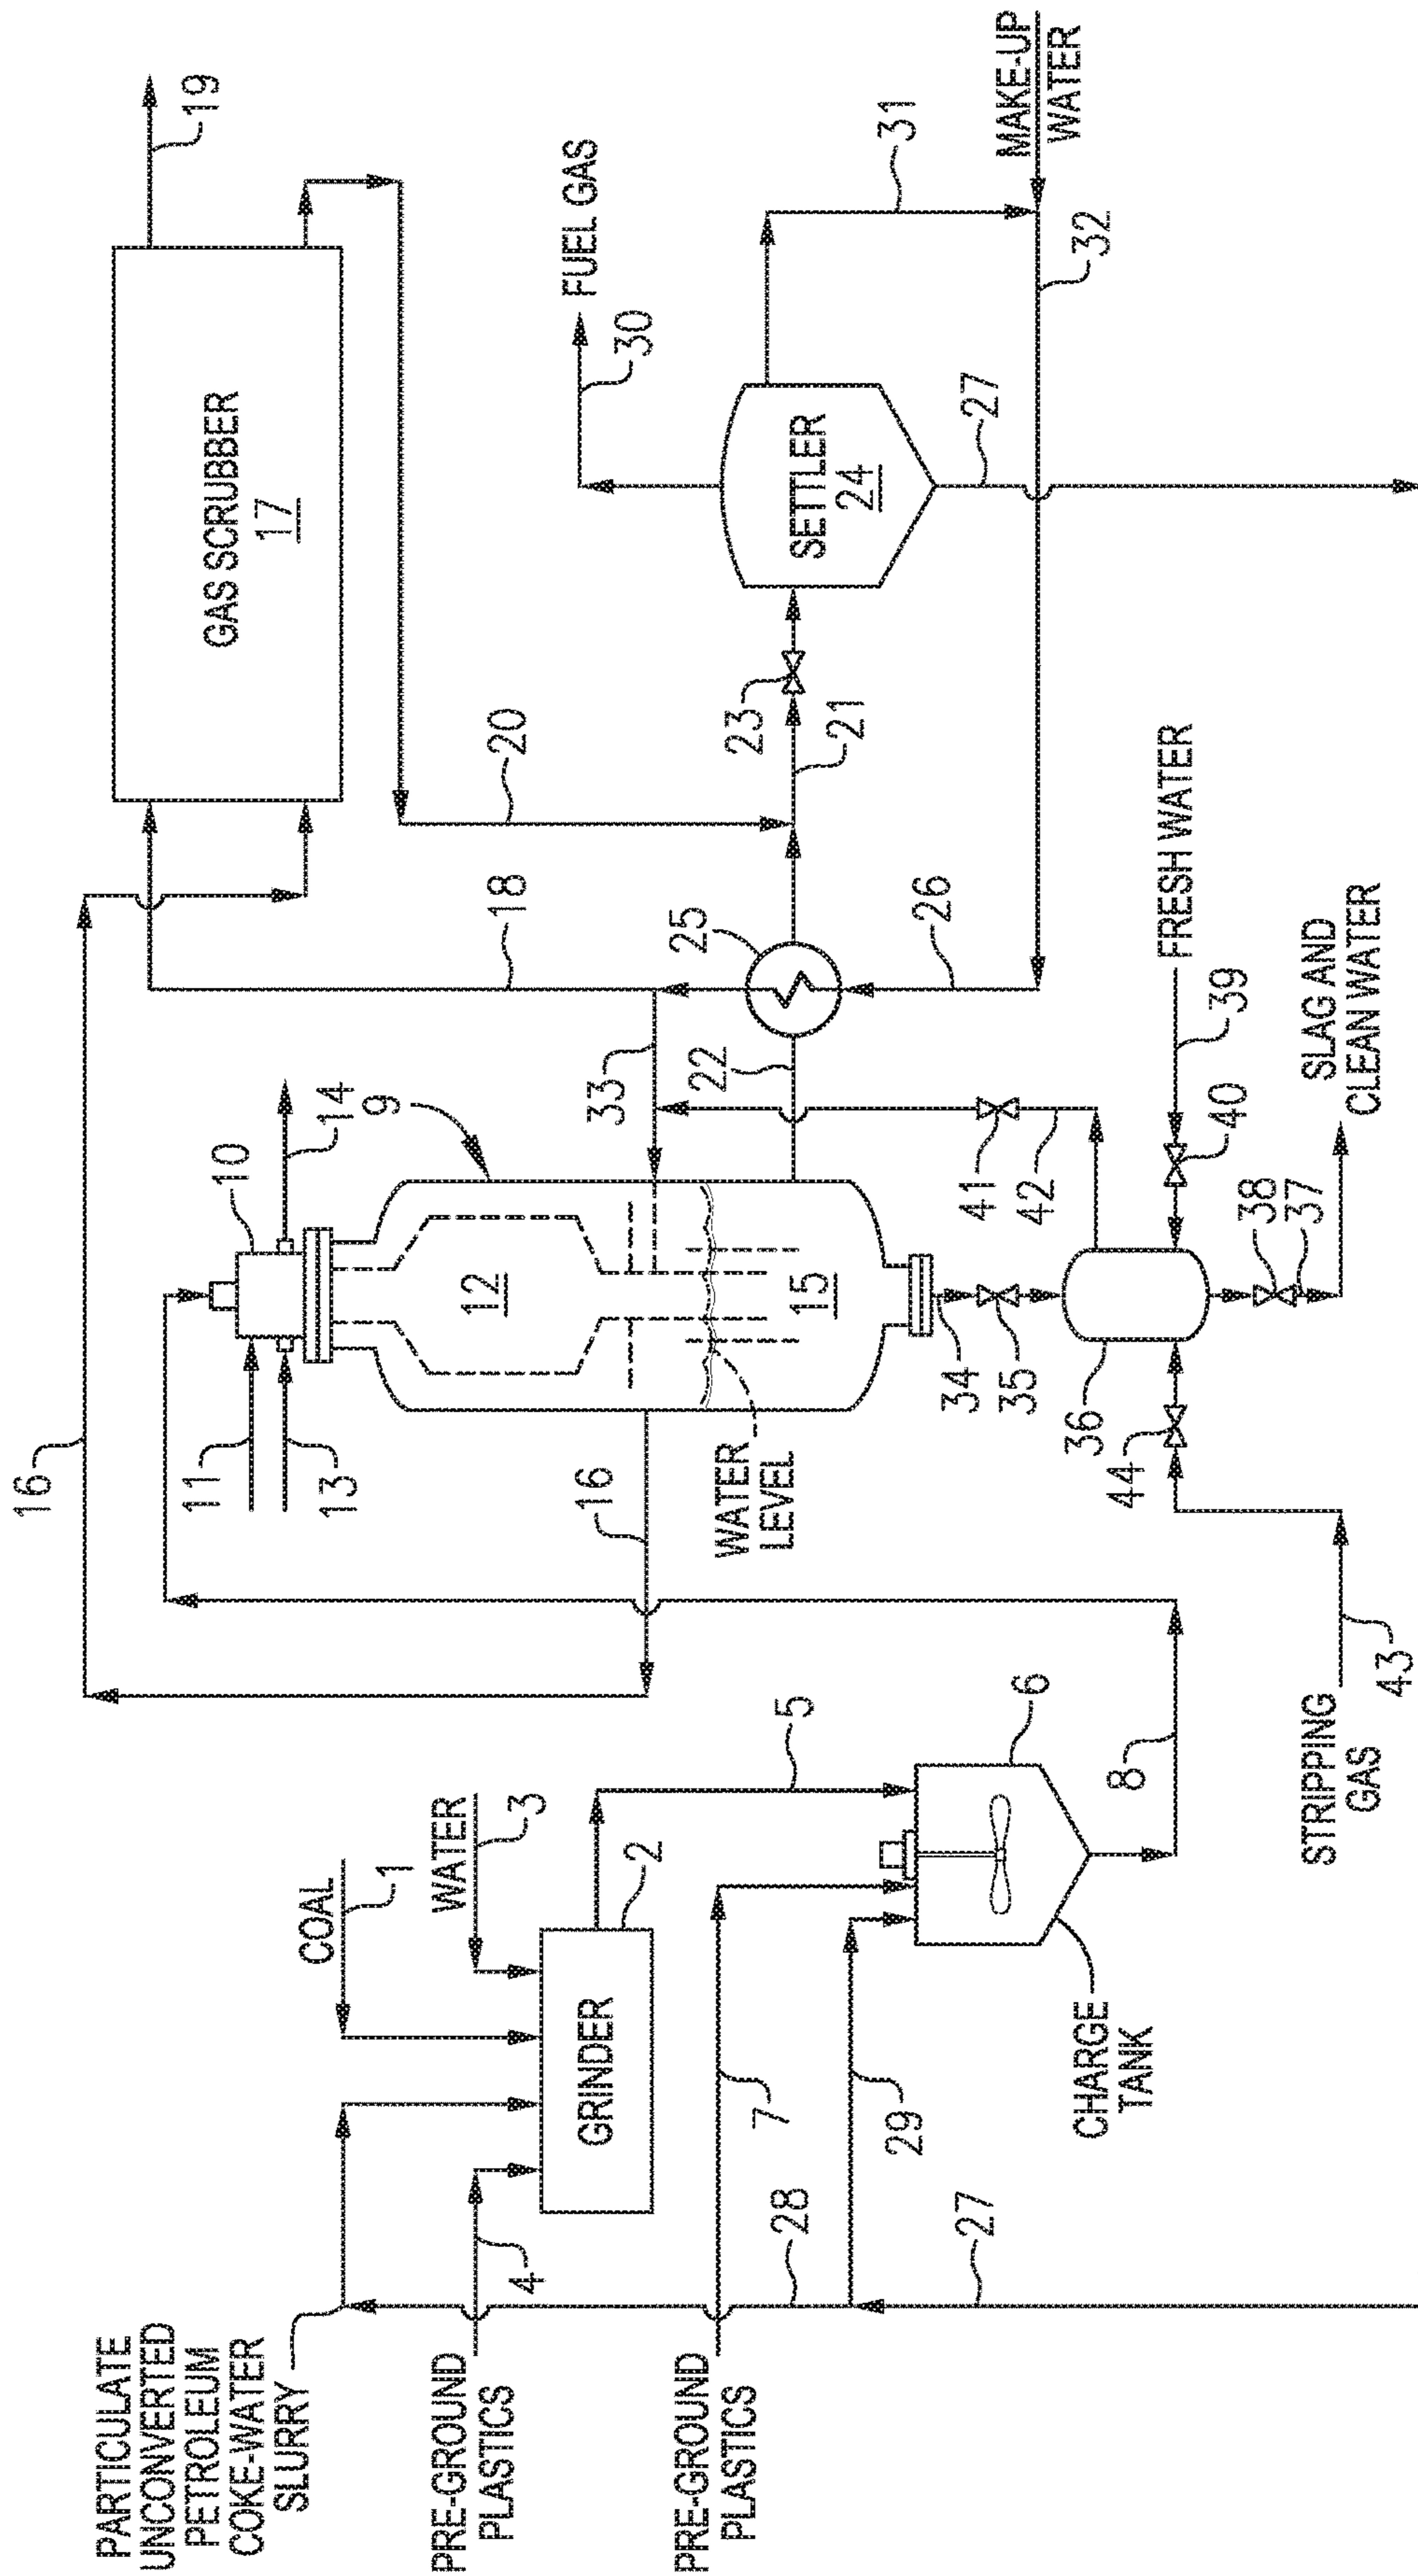 PARTICULATE
UNCONVERTED
PETROLEUM
COKE-WATER
SLURRY
COAL
1
WATER
3
PRE-GROUND
PLASTICS
4
GRINDER
2
5
PRE-GROUND
PLASTICS
7
28
29
27
6
CHARGE
TANK
8
16
11
13
10
14
9
12
15
16
WATER
LEVEL
33
22
25
18
26
34
35
36
41
42
FRESH WATER
39
40
38
37
SLAG AND
CLEAN WATER
44
43
STRIPPING
GAS
GAS SCRUBBER
17
19
20
21
23
SETTLER
24
FUEL GAS
30
31
MAKE-UP
WATER
32
27